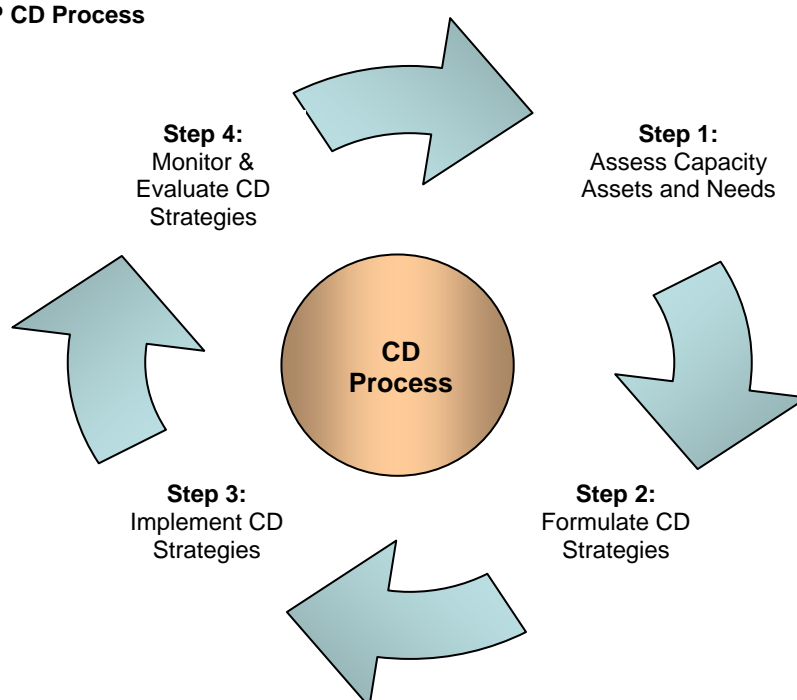 P CD Process
Step 4:
Monitor &
Evaluate CD
Strategies
Step 1:
Assess Capacity
Assets and Needs
CD
Process
Step 3:
Implement CD
Strategies
Step 2:
Formulate CD
Strategies